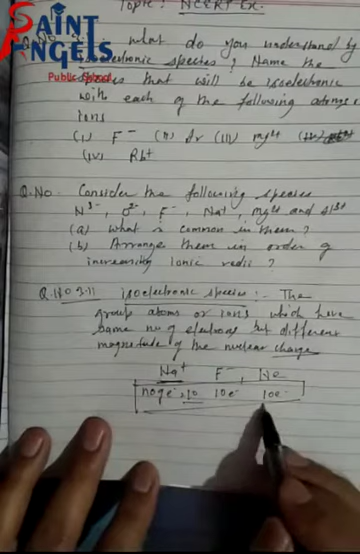 Topic: NCERT EX.
SAINT
ANGELS
Public School
Q.No. 3. what do you understand by
isoelectronic species? Name the
species that will be isoelectronic
with each of the following atoms or
ions
(i) F⁻ (ii) Ar (iii) Mg²⁺
(iv) Rb⁺
Q.No. Consider the following species
N³⁻, O²⁻, F⁻, Na⁺, Mg²⁺ and Al³⁺
(a) what is common in them?
(b) Arrange them in order of
increasing Ionic redii?
Q.No 3.11 isoelectronic species:- The
group atoms or ions which have
same no of electrons but different
magnitude of the nuclear charge
Na⁺ F⁻, Ne
no of e⁻ 10 10e⁻ 10e⁻